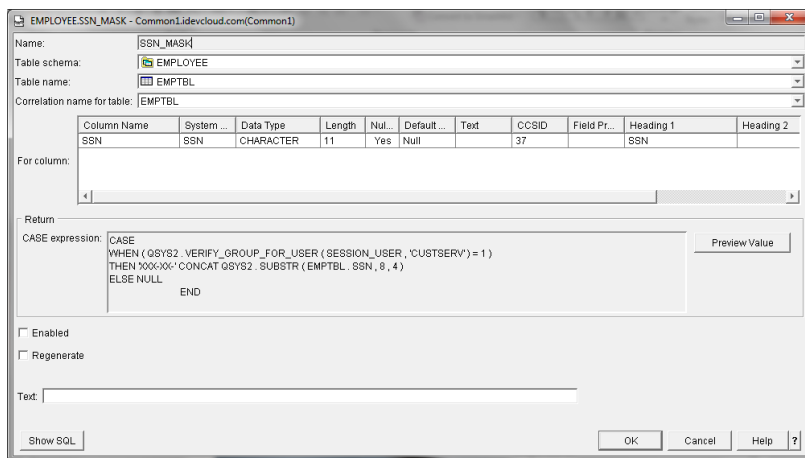 EMPLOYEE.SSN_MASK - Common1.idevcloud.com(Common1)
Name: SSN_MASK
Table schema: EMPLOYEE
Table name: EMPTBL
Correlation name for table: EMPTBL
Column Name System ... Data Type Length Nul... Default ... Text CCSID Field Pr... Heading 1 Heading 2
SSN SSN CHARACTER 11 Yes Null 37 SSN
For column:
Return
CASE expression: CASE
WHEN ( QSYS2 . VERIFY_GROUP_FOR_USER ( SESSION_USER , 'CUSTSERV' ) = 1 )
THEN 'XXX-XX-' CONCAT QSYS2 . SUBSTR ( EMPTBL . SSN , 8 , 4 )
ELSE NULL
END
Preview Value
Enabled
Regenerate
Text:
Show SQL OK Cancel Help ?